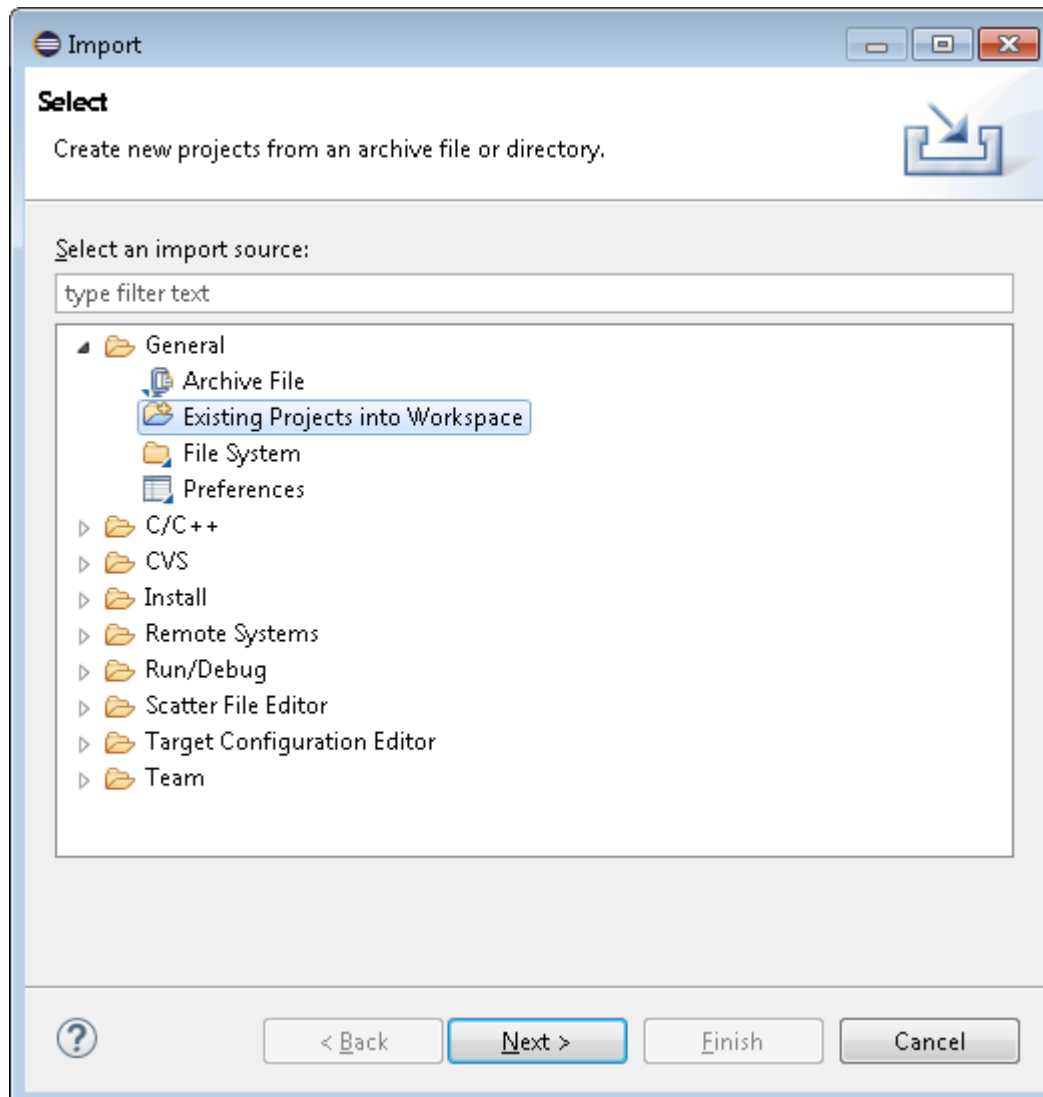 Import
Select
Create new projects from an archive file or directory.
Select an import source:
type filter text
General
Archive File
Existing Projects into Workspace
File System
Preferences
C/C++
CVS
Install
Remote Systems
Run/Debug
Scatter File Editor
Target Configuration Editor
Team
? < Back Next > Finish Cancel